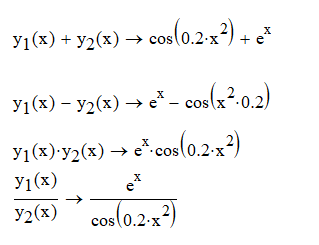 y₁(x) + y₂(x) → cos(0.2·x²) + eˣ
y₁(x) − y₂(x) → eˣ − cos(x²·0.2)
y₁(x)·y₂(x) → eˣ·cos(0.2·x²)
y₁(x)/y₂(x) → eˣ/cos(0.2·x²)